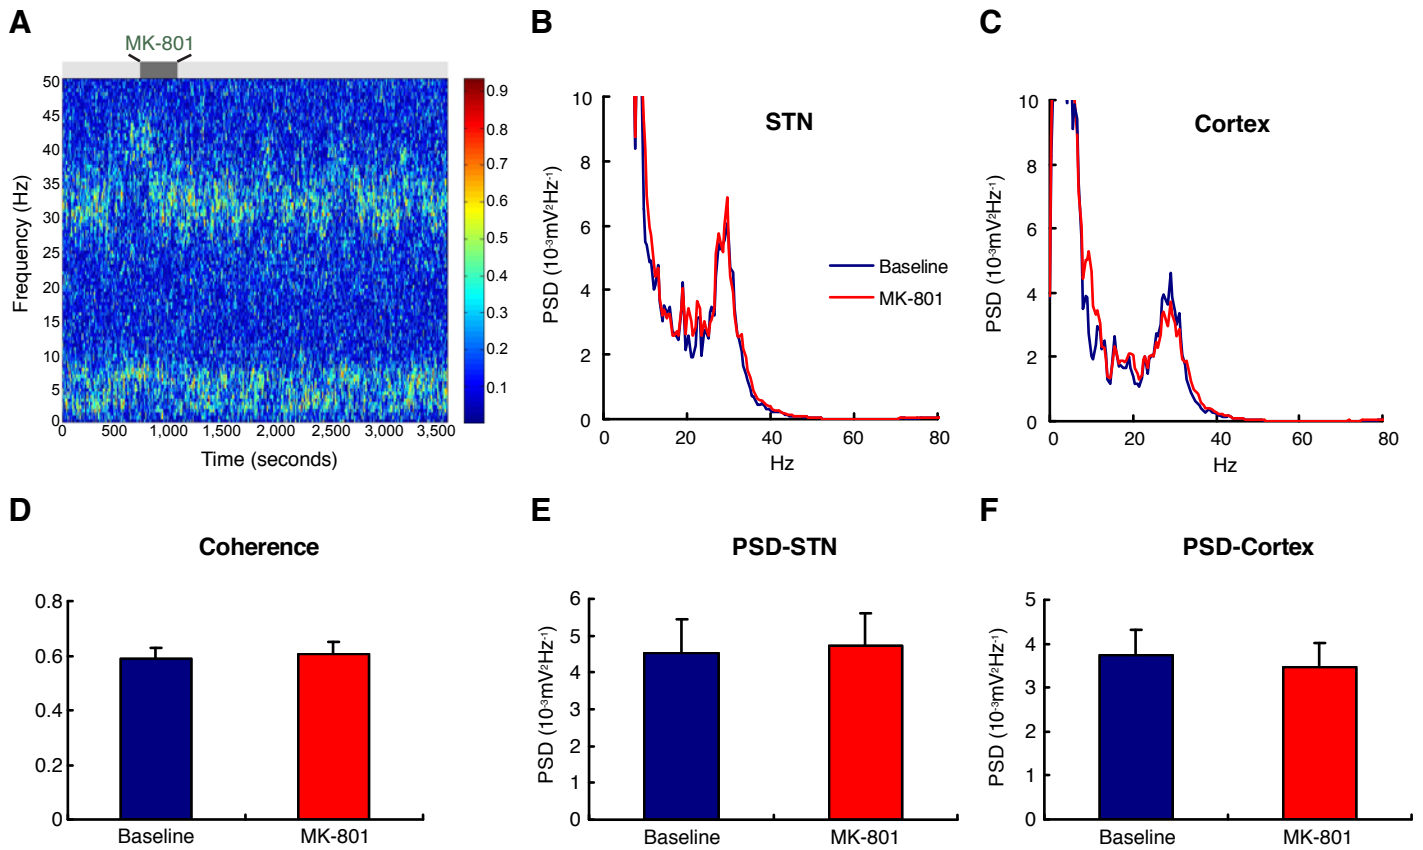 A
MK-801
50
45
40
35
30
25
20
15
10
5
0
Frequency (Hz)
0 500 1,000 1,500 2,000 2,500 3,000 3,500
Time (seconds)
0.9
0.8
0.7
0.6
0.5
0.4
0.3
0.2
0.1
B
STN
10
8
6
4
2
0
PSD (10⁻³mV²Hz⁻¹)
0 20 40 60 80
Hz
Baseline
MK-801
C
Cortex
10
8
6
4
2
0
PSD (10⁻³mV²Hz⁻¹)
0 20 40 60 80
Hz
D
Coherence
0.8
0.6
0.4
0.2
0
Baseline MK-801
E
PSD-STN
6
5
4
3
2
1
0
PSD (10⁻³mV²Hz⁻¹)
Baseline MK-801
F
PSD-Cortex
5
4
3
2
1
0
PSD (10⁻³mV²Hz⁻¹)
Baseline MK-801